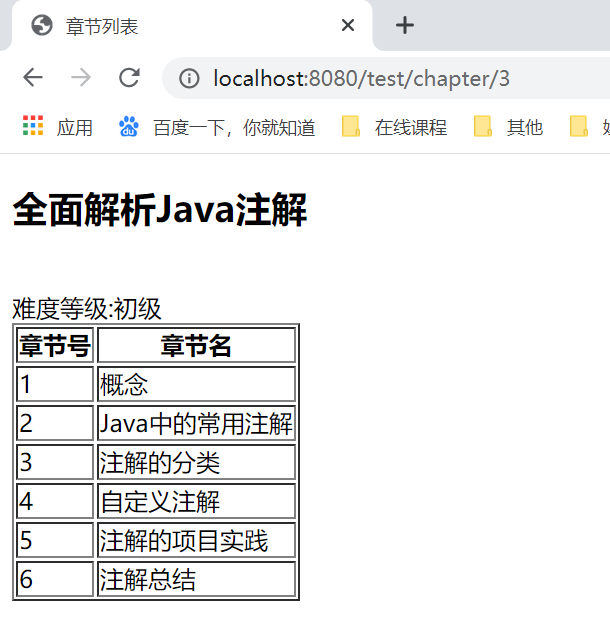 章节列表
localhost:8080/test/chapter/3
应用 百度一下，你就知道 在线课程 其他
全面解析Java注解
难度等级:初级
章节号 章节名
1 概念
2 Java中的常用注解
3 注解的分类
4 自定义注解
5 注解的项目实践
6 注解总结